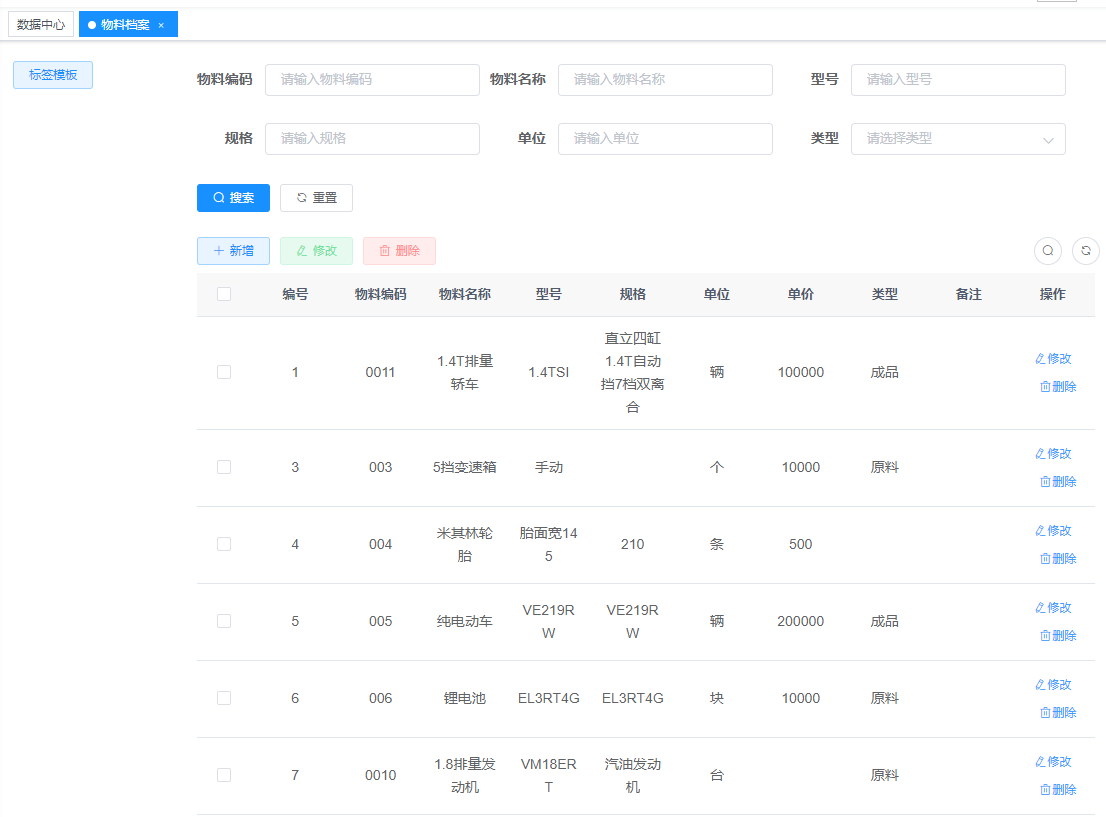 数据中心 物料档案 ×
标签模板
物料编码 请输入物料编码 物料名称 请输入物料名称 型号 请输入型号
规格 请输入规格 单位 请输入单位 类型 请选择类型
搜索 重置
新增 修改 删除
编号 物料编码 物料名称 型号 规格 单位 单价 类型 备注 操作
1 0011 1.4T排量轿车 1.4TSI 直立四缸1.4T自动挡7档双离合 辆 100000 成品 修改 删除
3 003 5挡变速箱 手动 个 10000 原料 修改 删除
4 004 米其林轮胎 胎面宽145 210 条 500 修改 删除
5 005 纯电动车 VE219RW VE219RW 辆 200000 成品 修改 删除
6 006 锂电池 EL3RT4G EL3RT4G 块 10000 原料 修改 删除
7 0010 1.8排量发动机 VM18ERT 汽油发动机 台 原料 修改 删除